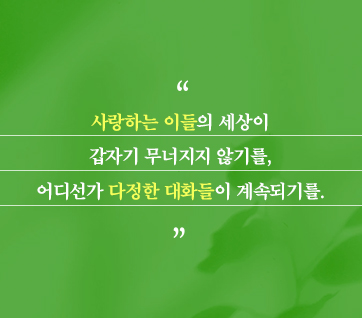 “
사랑하는 이들의 세상이
갑자기 무너지지 않기를,
어디선가 다정한 대화들이 계속되기를.
”